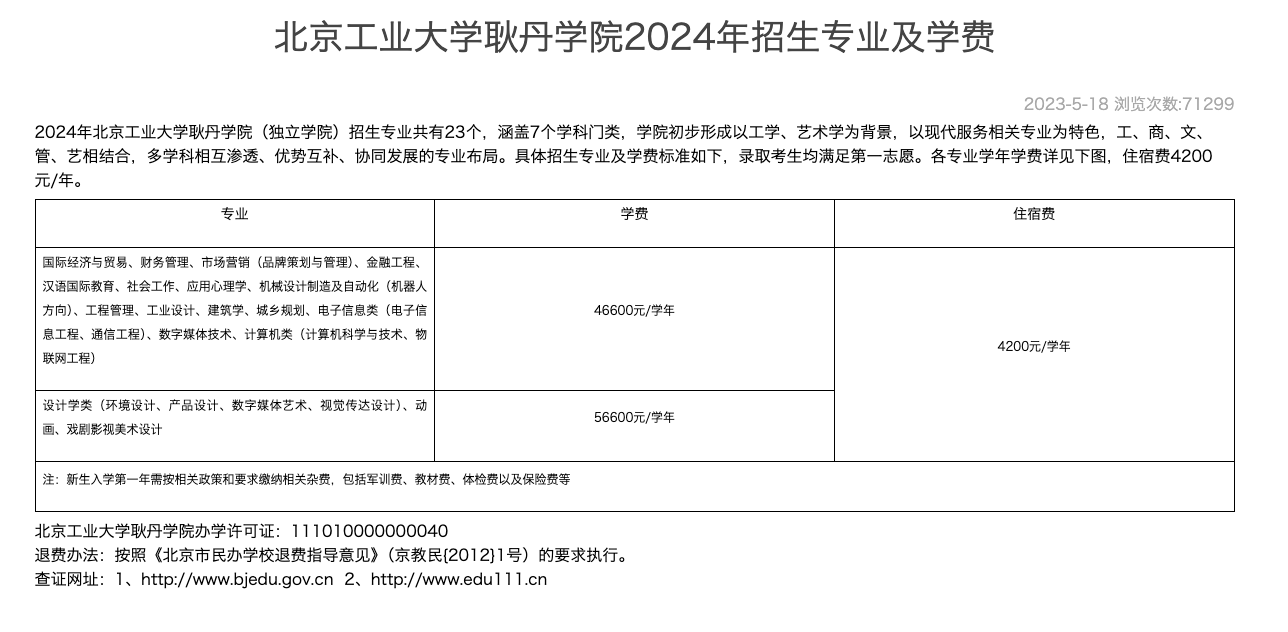 北京工业大学耿丹学院2024年招生专业及学费
2023-5-18 浏览次数:71299
2024年北京工业大学耿丹学院（独立学院）招生专业共有23个，涵盖7个学科门类，学院初步形成以工学、艺术学为背景，以现代服务相关专业为特色，工、商、文、
管、艺相结合，多学科相互渗透、优势互补、协同发展的专业布局。具体招生专业及学费标准如下，录取考生均满足第一志愿。各专业学年学费详见下图，住宿费4200
元/年。
专业
学费
住宿费
国际经济与贸易、财务管理、市场营销（品牌策划与管理）、金融工程、
汉语国际教育、社会工作、应用心理学、机械设计制造及自动化（机器人
方向）、工程管理、工业设计、建筑学、城乡规划、电子信息类（电子信
息工程、通信工程）、数字媒体技术、计算机类（计算机科学与技术、物
联网工程）
46600元/学年
4200元/学年
设计学类（环境设计、产品设计、数字媒体艺术、视觉传达设计）、动
画、戏剧影视美术设计
56600元/学年
注：新生入学第一年需按相关政策和要求缴纳相关杂费，包括军训费、教材费、体检费以及保险费等
北京工业大学耿丹学院办学许可证：111010000000040
退费办法：按照《北京市民办学校退费指导意见》（京教民{2012}1号）的要求执行。
查证网址：1、http://www.bjedu.gov.cn  2、http://www.edu111.cn